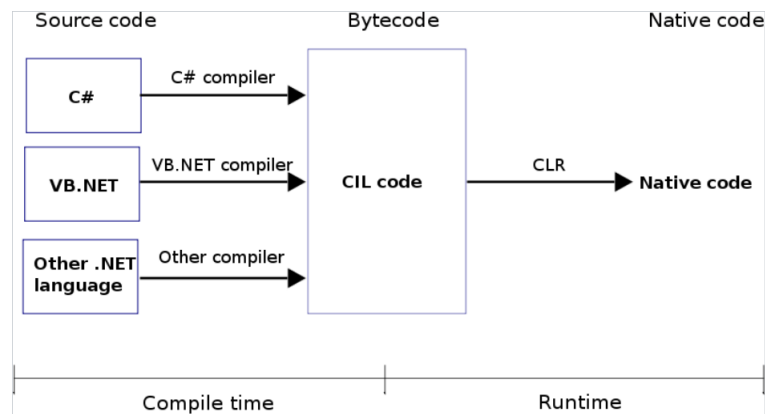 Source code
Bytecode
Native code
C#
C# compiler
VB.NET
VB.NET compiler
CIL code
CLR
Native code
Other .NET
language
Other compiler
Compile time
Runtime